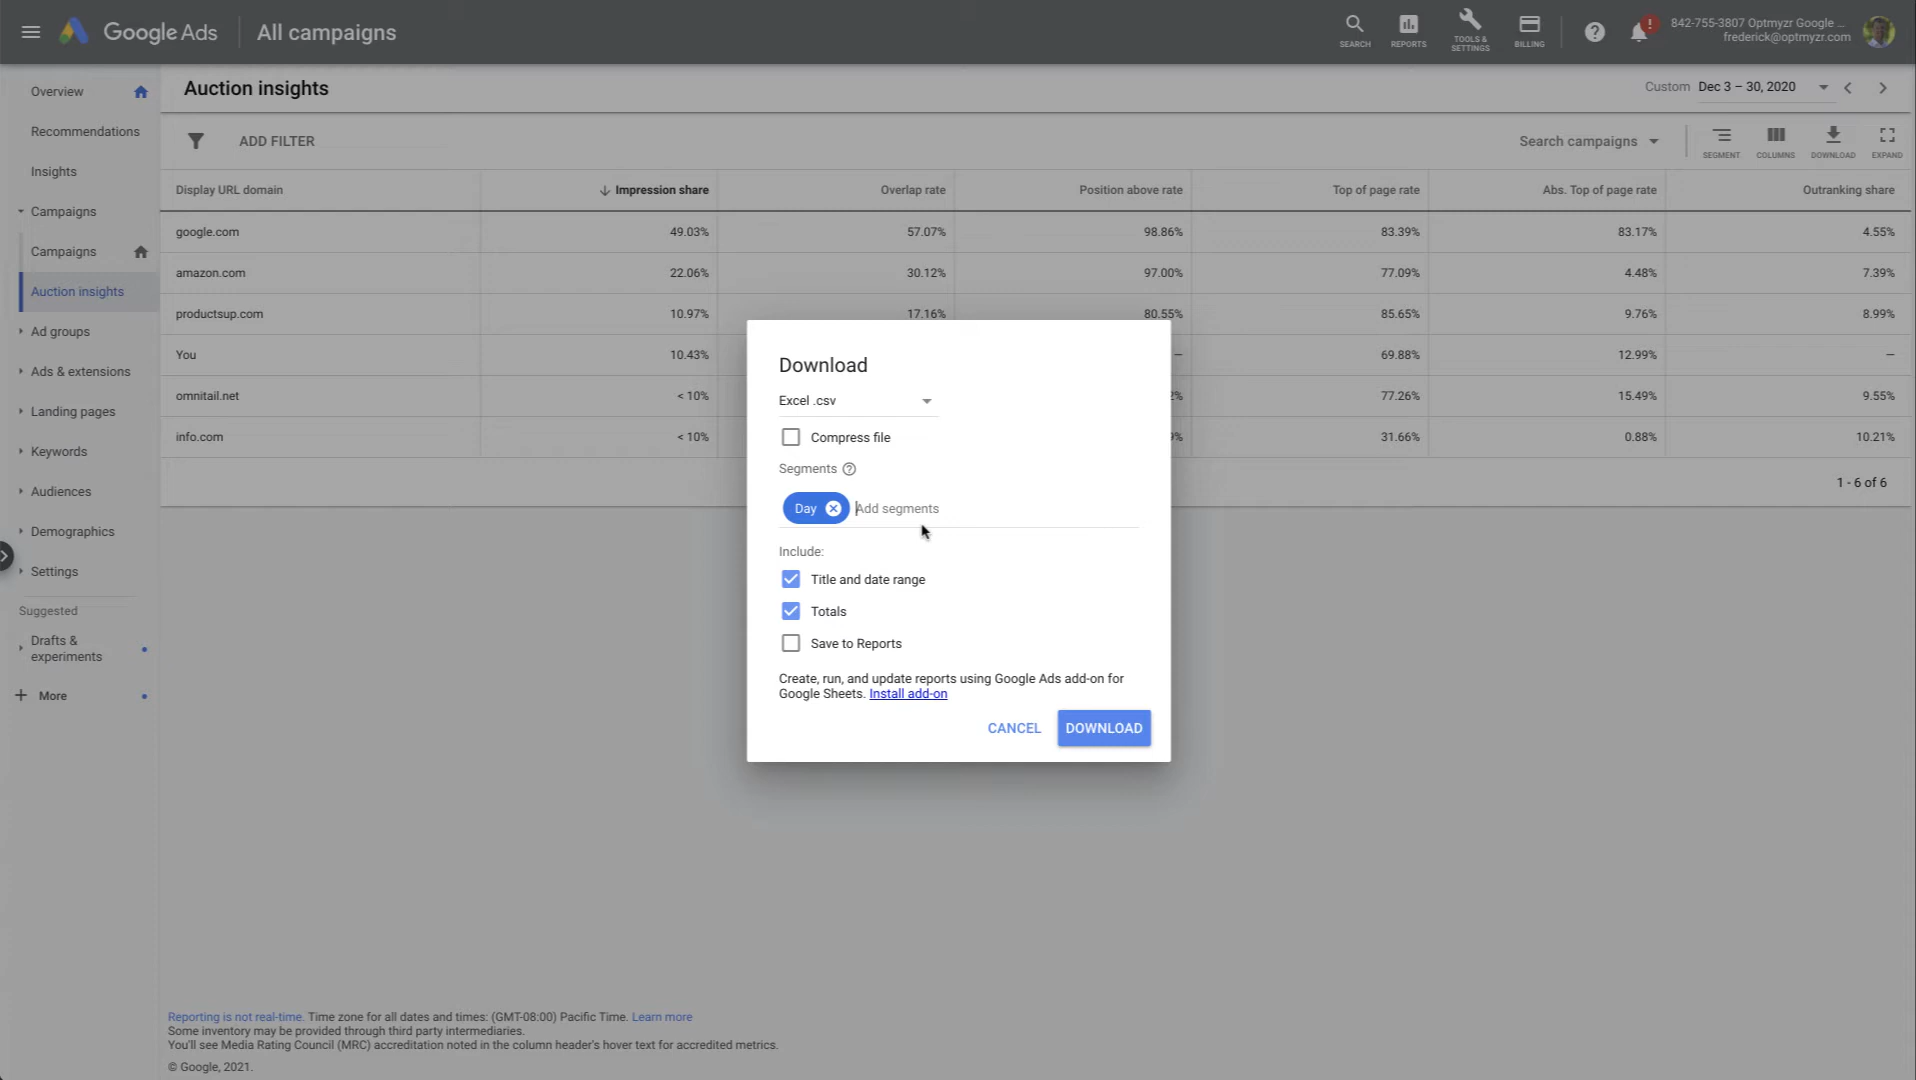 Google Ads
All campaigns
SEARCH
REPORTS
TOOLS &
SETTINGS
BILLING
!
842-755-3807 Optmyzr Google ...
frederick@optmyzr.com
Overview
Recommendations
Insights
Campaigns
Campaigns
Auction insights
Ad groups
Ads & extensions
Landing pages
Keywords
Audiences
Demographics
Settings
Suggested
Drafts &
experiments
+ More
Auction insights
Custom Dec 3 – 30, 2020
ADD FILTER
Search campaigns
SEGMENT
COLUMNS
DOWNLOAD
EXPAND
Display URL domain Impression share Overlap rate Position above rate Top of page rate Abs. Top of page rate Outranking share
google.com 49.03% 57.07% 98.86% 83.39% 83.17% 4.55%
amazon.com 22.06% 30.12% 97.00% 77.09% 4.48% 7.39%
productsup.com 10.97% 17.16% 80.55% 85.65% 9.76% 8.99%
You 10.43% – 69.88% 12.99% –
omnitail.net < 10% 77.26% 15.49% 9.55%
info.com < 10% 31.66% 0.88% 10.21%
1 - 6 of 6
Download
Excel .csv
Compress file
Segments
Day
Add segments
Include:
Title and date range
Totals
Save to Reports
Create, run, and update reports using Google Ads add-on for
Google Sheets. Install add-on
CANCEL
DOWNLOAD
Reporting is not real-time. Time zone for all dates and times: (GMT-08:00) Pacific Time. Learn more
Some inventory may be provided through third party intermediaries.
You'll see Media Rating Council (MRC) accreditation noted in the column header's hover text for accredited metrics.
© Google, 2021.